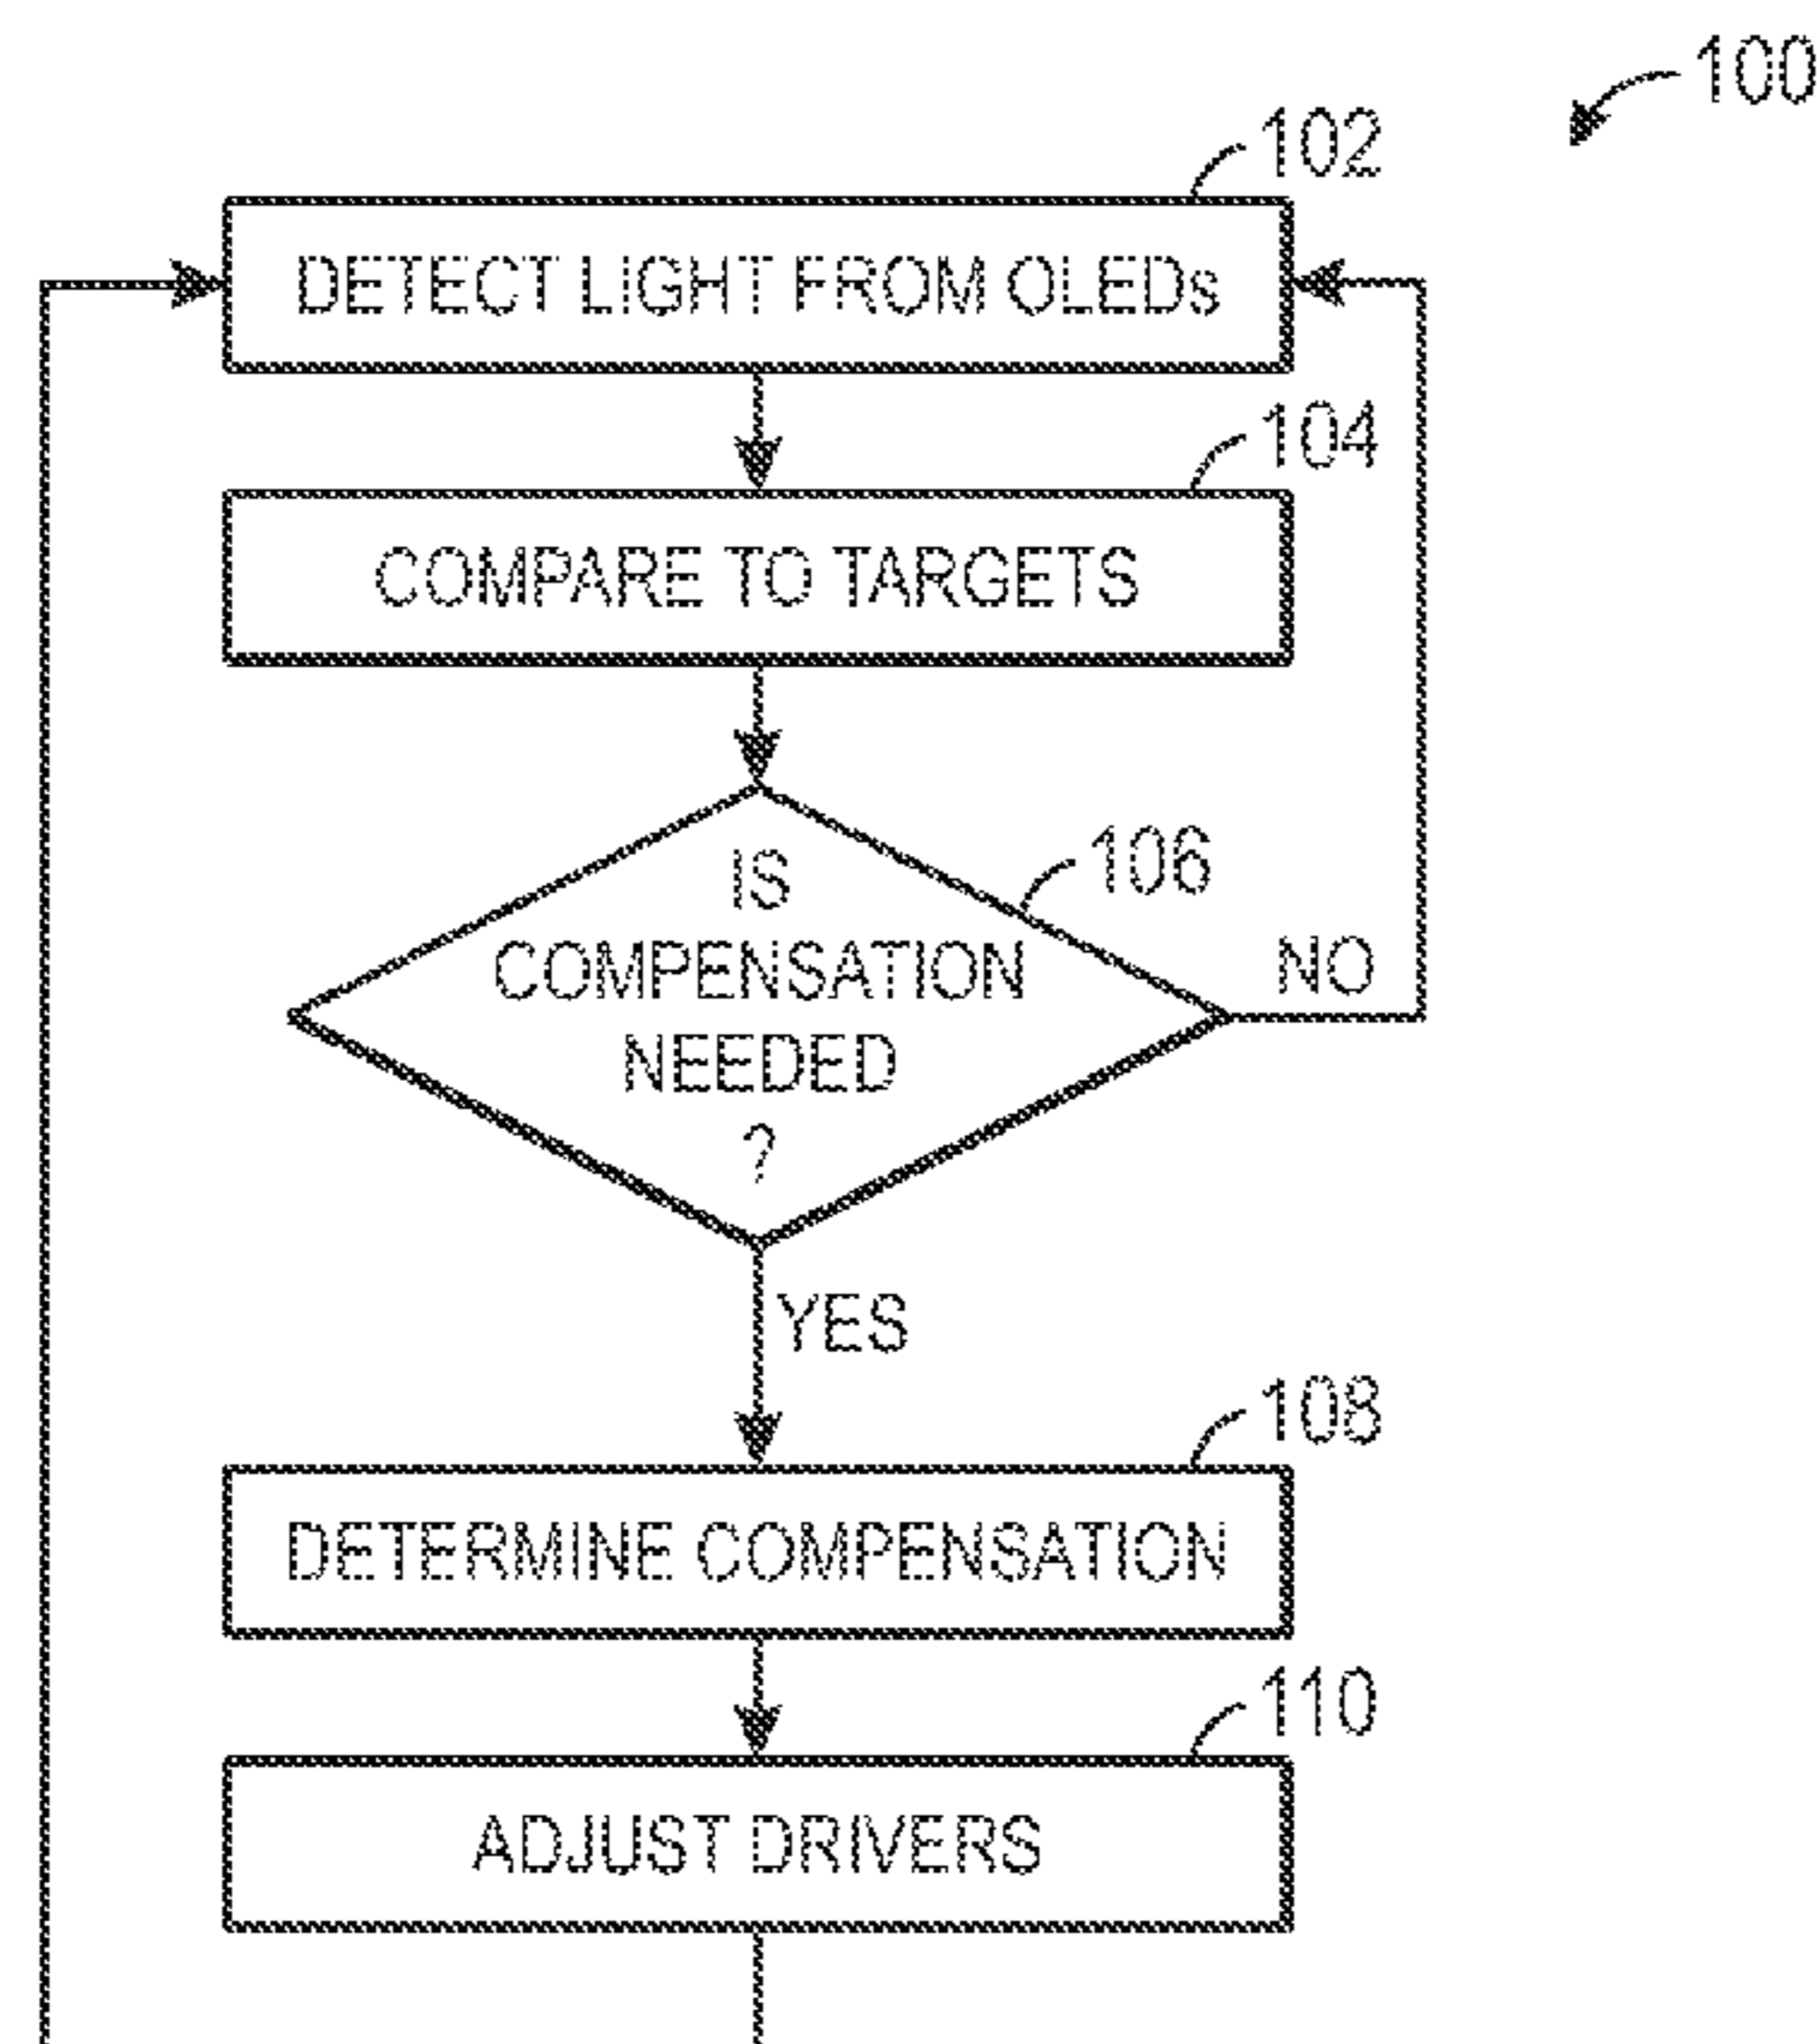 100
102
DETECT LIGHT FROM OLEDs
104
COMPARE TO TARGETS
106
IS
COMPENSATION
NEEDED
?
NO
YES
108
DETERMINE COMPENSATION
110
ADJUST DRIVERS